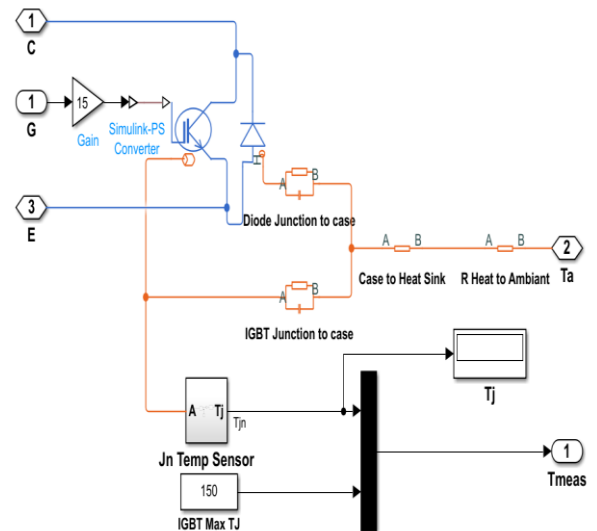 1
C
1
G
15
Gain
Simulink-PS
Converter
H
A
B
Diode Junction to case
3
E
A
B
Case to Heat Sink
A
B
R Heat to Ambiant
2
Ta
A
B
IGBT Junction to case
Tj
A
Tj
Tjn
Jn Temp Sensor
1
Tmeas
150
IGBT Max TJ